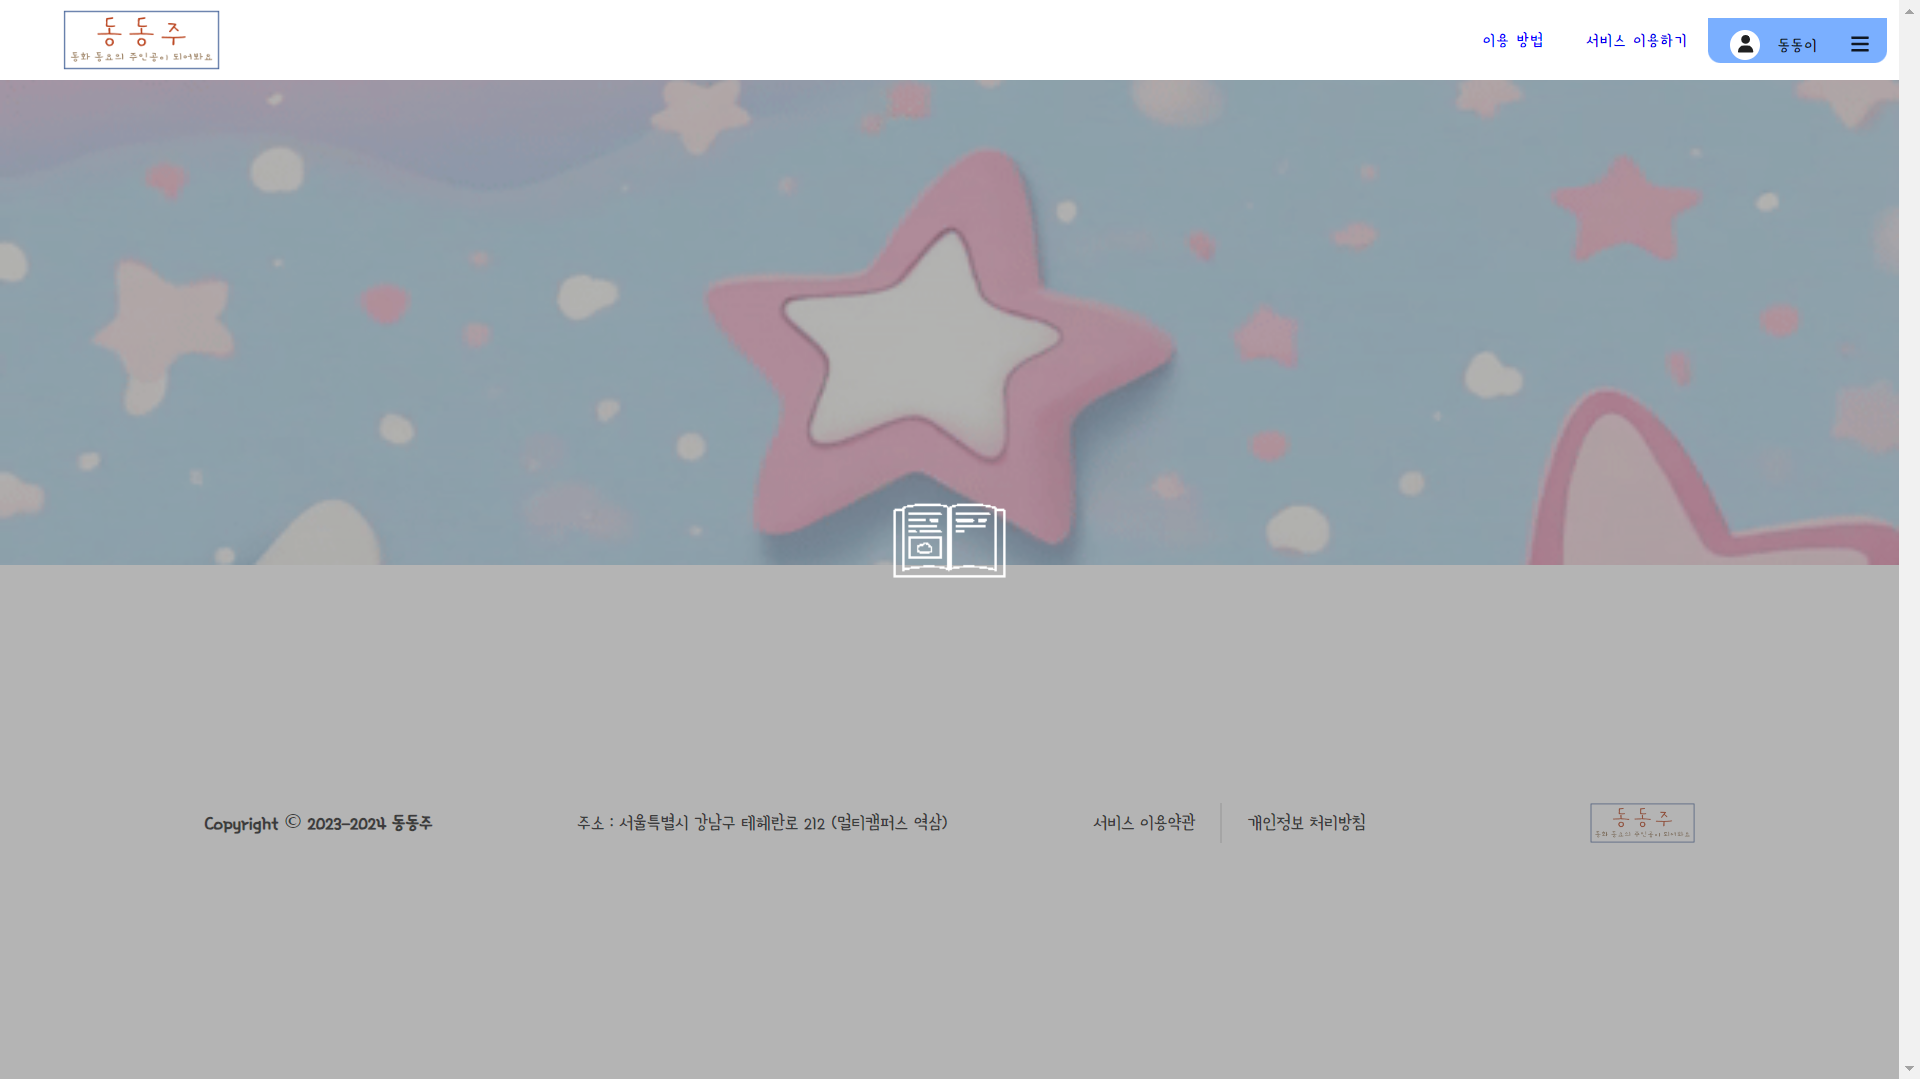 동동주
동화 동요의 주인공이 되어봐요
이용 방법
서비스 이용하기
동동이
Copyright © 2023-2024 동동주
주소 : 서울특별시 강남구 테헤란로 212 (멀티캠퍼스 역삼)
서비스 이용약관
개인정보 처리방침
동동주
동화 동요의 주인공이 되어봐요